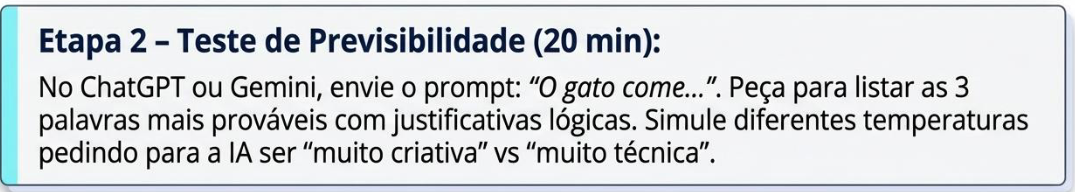 Etapa 2 – Teste de Previsibilidade (20 min):
No ChatGPT ou Gemini, envie o prompt: “O gato come...”. Peça para listar as 3
palavras mais prováveis com justificativas lógicas. Simule diferentes temperaturas
pedindo para a IA ser “muito criativa” vs “muito técnica”.